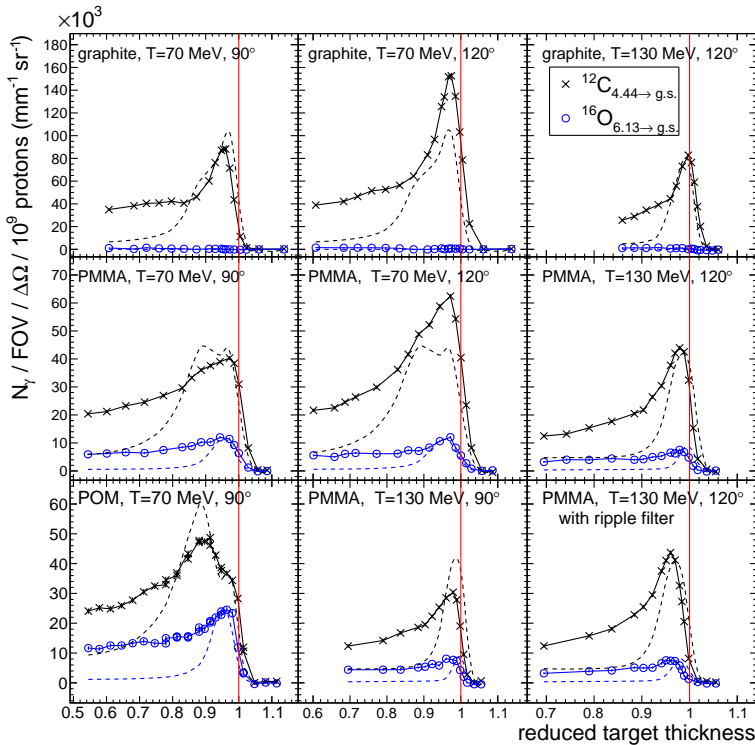 ×10³
N_γ / FOV / ΔΩ / 10⁹ protons (mm⁻¹ sr⁻¹)
180
160
140
120
100
80
60
40
20
0
graphite, T=70 MeV, 90°
graphite, T=70 MeV, 120°
graphite, T=130 MeV, 120°
¹²C₄.₄₄→ g.s.
¹⁶O₆.₁₃→ g.s.
70
60
50
40
30
20
10
0
PMMA, T=70 MeV, 90°
PMMA, T=70 MeV, 120°
PMMA, T=130 MeV, 120°
60
50
40
30
20
10
0
POM, T=70 MeV, 90°
PMMA, T=130 MeV, 90°
PMMA, T=130 MeV, 120°
with ripple filter
0.5 0.6 0.7 0.8 0.9 1 1.1
0.6 0.7 0.8 0.9 1 1.1
0.7 0.8 0.9 1 1.1
reduced target thickness